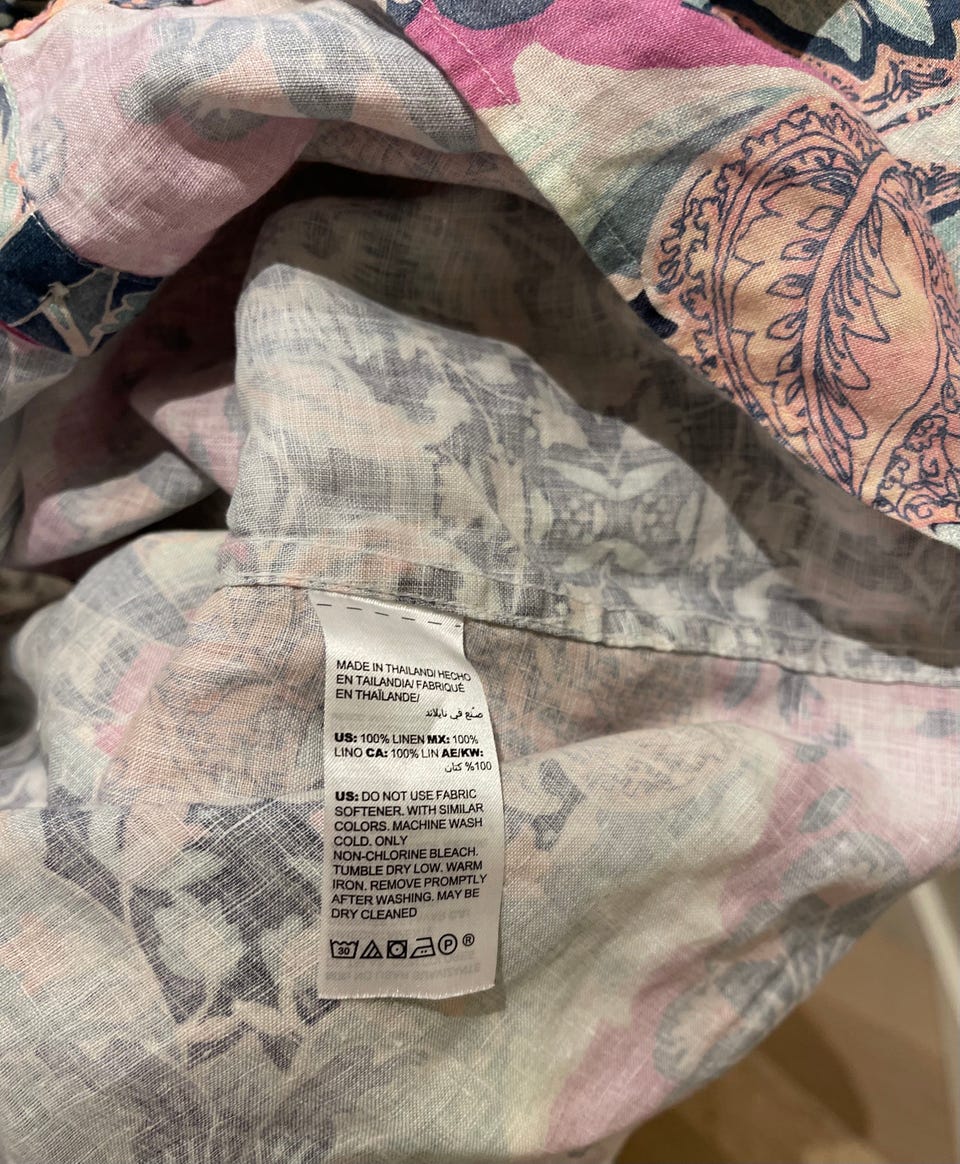 MADE IN THAILAND/ HECHO
EN TAILANDIA/ FABRIQUÉ
EN THAÏLANDE/
صنع في تايلاند
US: 100% LINEN MX: 100%
LINO CA: 100% LIN AE/KW:
100% كتان
US: DO NOT USE FABRIC
SOFTENER. WITH SIMILAR
COLORS. MACHINE WASH
COLD. ONLY
NON-CHLORINE BLEACH.
TUMBLE DRY LOW. WARM
IRON. REMOVE PROMPTLY
AFTER WASHING. MAY BE
DRY CLEANED
30 P ®